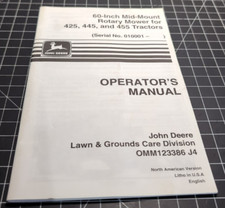 60-Inch Mid-Mount
Rotary Mower for
425, 445, and 455 Tractors
(Serial No. 010001 -          )
JOHN DEERE
OPERATOR'S
MANUAL
John Deere
Lawn & Grounds Care Division
OMM123386 J4
North American Version
Litho in U.S.A
English